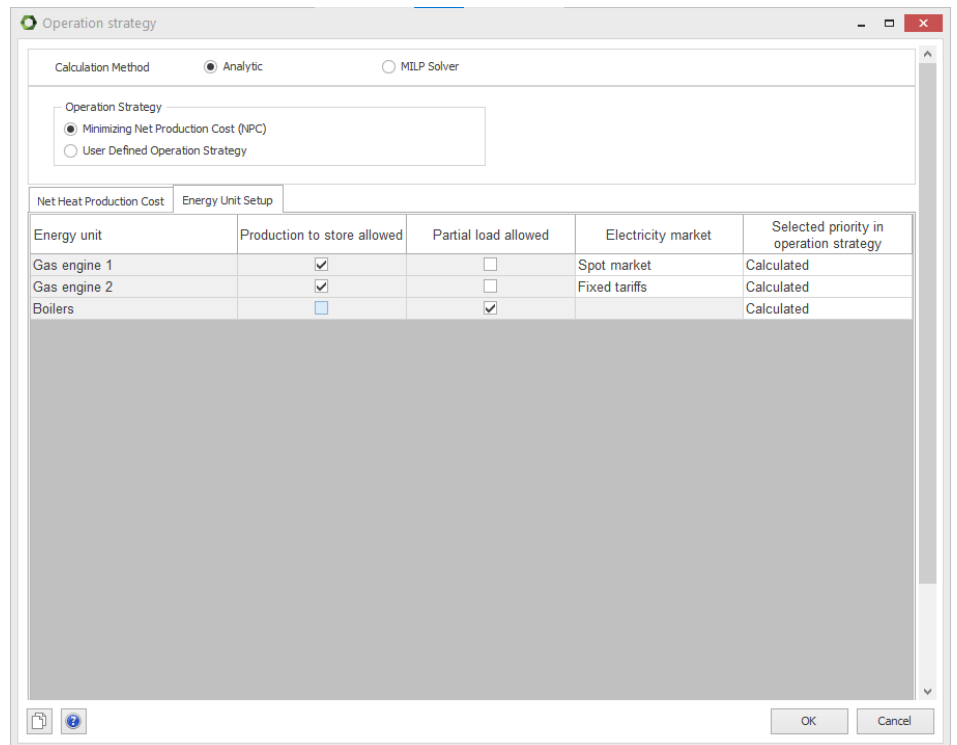 Operation strategy
Calculation Method Analytic MILP Solver
Operation Strategy
Minimizing Net Production Cost (NPC)
User Defined Operation Strategy
Net Heat Production Cost Energy Unit Setup
Energy unit Production to store allowed Partial load allowed Electricity market Selected priority in
operation strategy
Gas engine 1 Spot market Calculated
Gas engine 2 Fixed tariffs Calculated
Boilers Calculated
OK Cancel